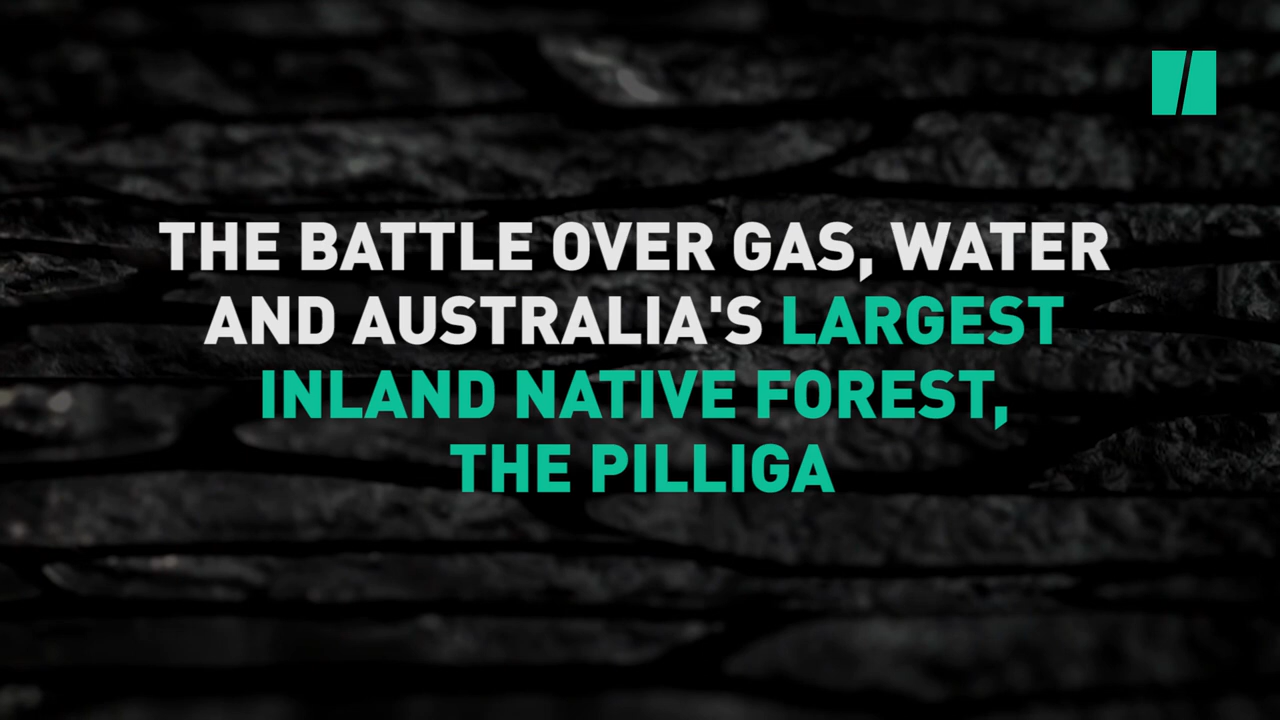 THE BATTLE OVER GAS, WATER
AND AUSTRALIA'S LARGEST
INLAND NATIVE FOREST,
THE PILLIGA